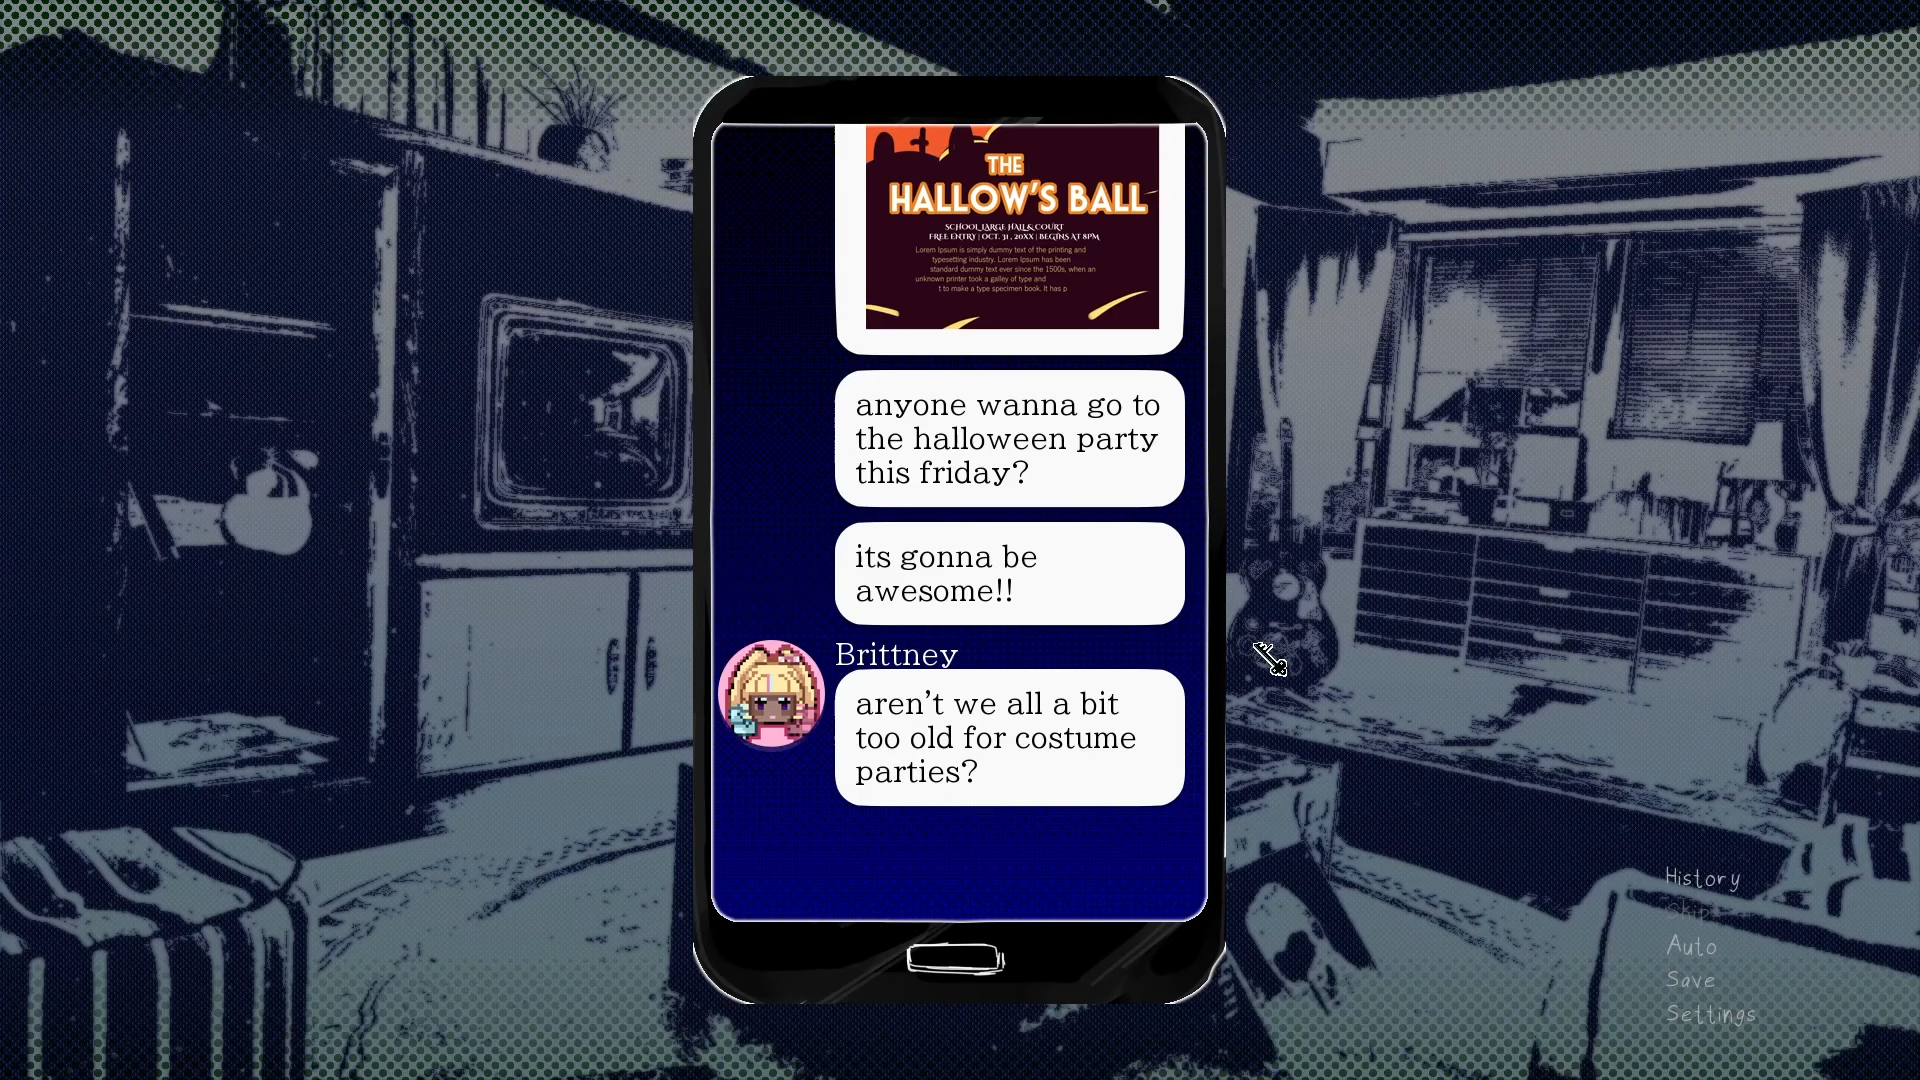 THE
HALLOW'S BALL
SCHOOL LARGE HALL & COURT
FREE ENTRY | OCT. 31, 20XX | BEGINS AT 8PM
Lorem Ipsum is simply dummy text of the printing and
typesetting industry. Lorem Ipsum has been
standard dummy text ever since the 1500s, when an
unknown printer took a galley of type and
t to make a type specimen book. It has p
anyone wanna go to
the halloween party
this friday?
its gonna be
awesome!!
Brittney
aren't we all a bit
too old for costume
parties?
History
Skip
Auto
Save
Settings